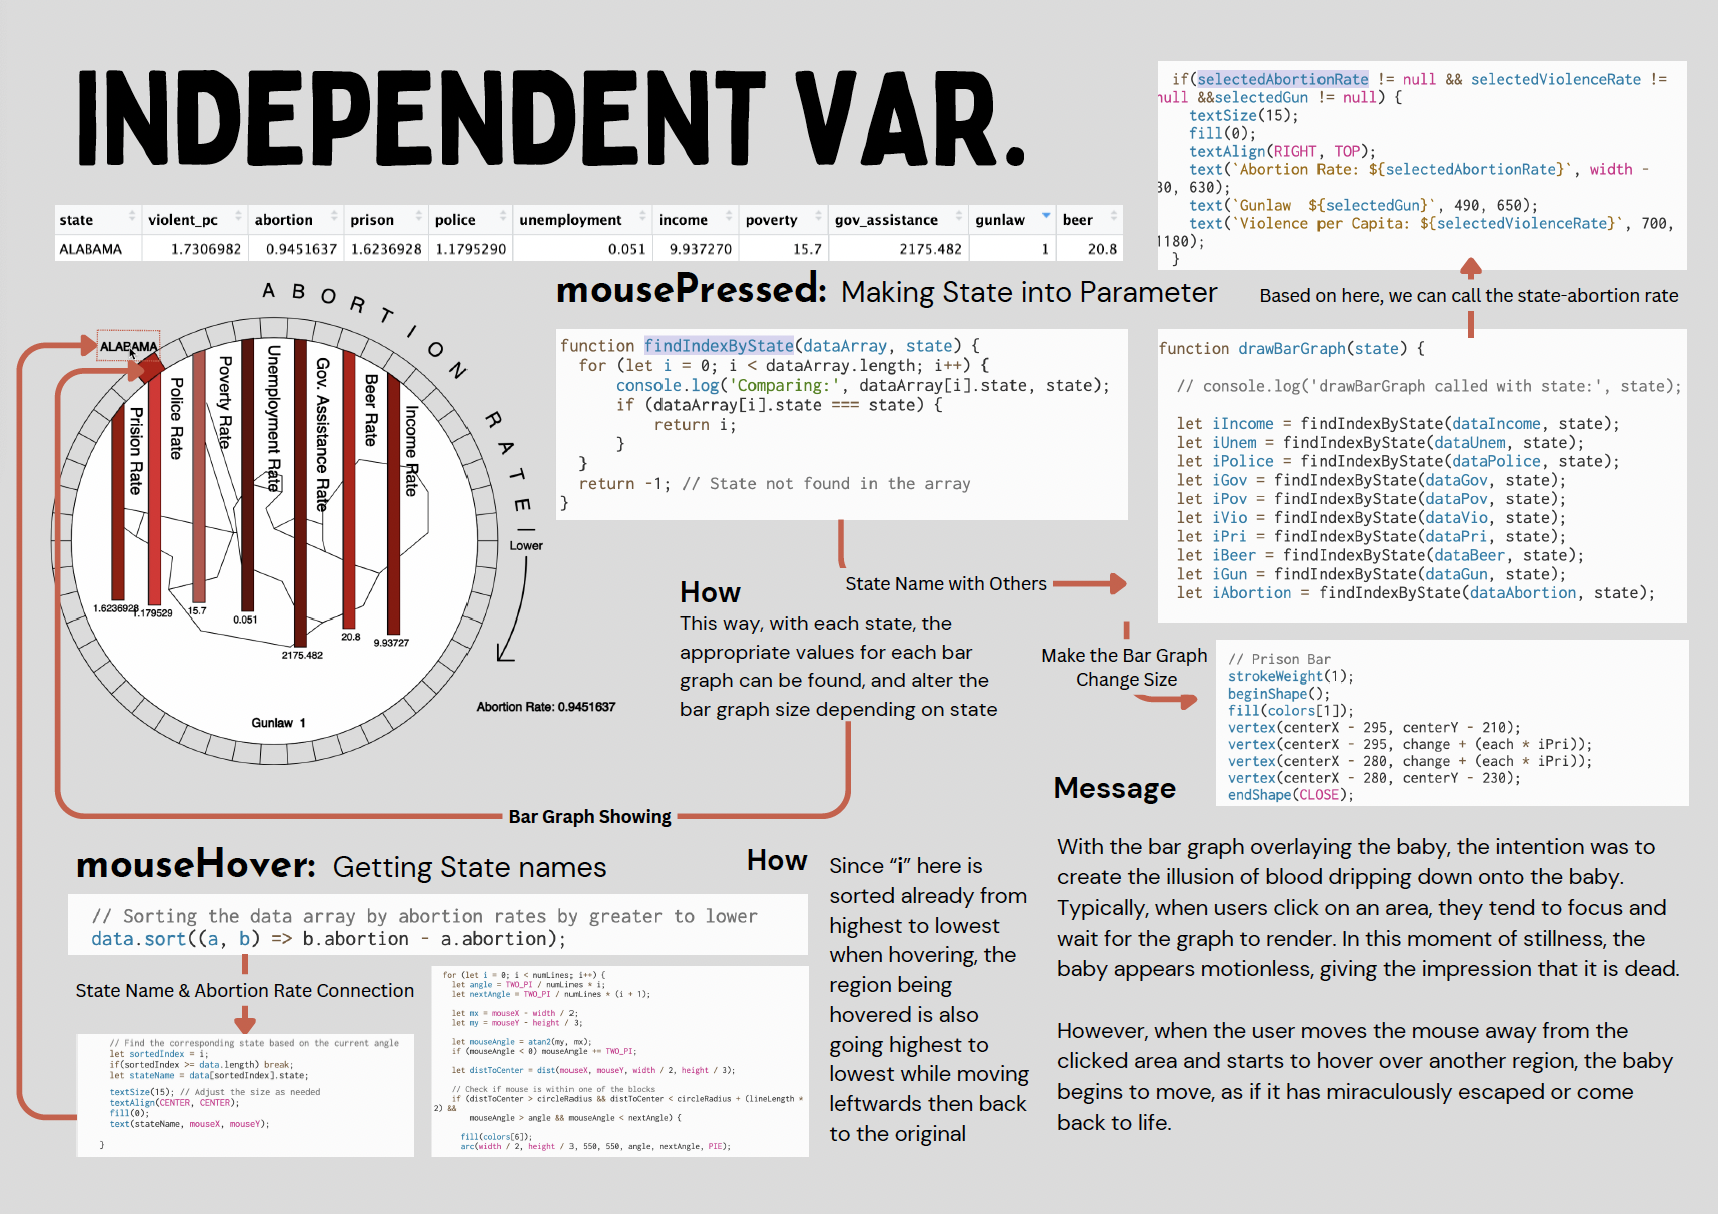 INDEPENDENT VAR.
state violent_pc abortion prison police unemployment income poverty gov_assistance gunlaw beer
ALABAMA 1.7306982 0.9451637 1.6236928 1.1795290 0.051 9.937270 15.7 2175.482 1 20.8
if(selectedAbortionRate != null && selectedViolenceRate !=
null &&selectedGun != null) {
textSize(15);
fill(0);
textAlign(RIGHT, TOP);
text(`Abortion Rate: ${selectedAbortionRate}`, width -
30, 630);
text(`Gunlaw  ${selectedGun}`, 490, 650);
text(`Violence per Capita: ${selectedViolenceRate}`, 700,
1180);
}
Based on here, we can call the state-abortion rate
ABORTION RATE
ALABAMA
Prision Rate
Police Rate
Poverty Rate
Unemployment Rate
Gov. Assistance Rate
Beer Rate
Income Rate
1.6236928
1.179529
15.7
0.051
2175.482
20.8
9.93727
Lower
Abortion Rate: 0.9451637
Gunlaw 1
mousePressed: Making State into Parameter
function findIndexByState(dataArray, state) {
for (let i = 0; i < dataArray.length; i++) {
console.log('Comparing:', dataArray[i].state, state);
if (dataArray[i].state === state) {
return i;
}
}
return -1; // State not found in the array
}
State Name with Others
function drawBarGraph(state) {
// console.log('drawBarGraph called with state:', state);
let iIncome = findIndexByState(dataIncome, state);
let iUnem = findIndexByState(dataUnem, state);
let iPolice = findIndexByState(dataPolice, state);
let iGov = findIndexByState(dataGov, state);
let iPov = findIndexByState(dataPov, state);
let iVio = findIndexByState(dataVio, state);
let iPri = findIndexByState(dataPri, state);
let iBeer = findIndexByState(dataBeer, state);
let iGun = findIndexByState(dataGun, state);
let iAbortion = findIndexByState(dataAbortion, state);
How
This way, with each state, the
appropriate values for each bar
graph can be found, and alter the
bar graph size depending on state
Make the Bar Graph
Change Size
// Prison Bar
strokeWeight(1);
beginShape();
fill(colors[1]);
vertex(centerX - 295, centerY - 210);
vertex(centerX - 295, change + (each * iPri));
vertex(centerX - 280, change + (each * iPri));
vertex(centerX - 280, centerY - 230);
endShape(CLOSE);
Bar Graph Showing
mouseHover: Getting State names
// Sorting the data array by abortion rates by greater to lower
data.sort((a, b) => b.abortion - a.abortion);
State Name & Abortion Rate Connection
// Find the corresponding state based on the current angle
let sortedIndex = i;
if(sortedIndex >= data.length) break;
let stateName = data[sortedIndex].state;
textSize(15); // Adjust the size as needed
textAlign(CENTER, CENTER);
fill(0);
text(stateName, mouseX, mouseY);
}
for (let i = 0; i < numLines; i++) {
let angle = TWO_PI / numLines * i;
let nextAngle = TWO_PI / numLines * (i + 1);
let mx = mouseX - width / 2;
let my = mouseY - height / 3;
let mouseAngle = atan2(my, mx);
if (mouseAngle < 0) mouseAngle += TWO_PI;
let distToCenter = dist(mouseX, mouseY, width / 2, height / 3);
// Check if mouse is within one of the blocks
if (distToCenter > circleRadius && distToCenter < circleRadius + (lineLength *
2) &&
mouseAngle > angle && mouseAngle < nextAngle) {
fill(colors[6]);
arc(width / 2, height / 3, 550, 550, angle, nextAngle, PIE);
How
Since “i” here is
sorted already from
highest to lowest
when hovering, the
region being
hovered is also
going highest to
lowest while moving
leftwards then back
to the original
Message
With the bar graph overlaying the baby, the intention was to
create the illusion of blood dripping down onto the baby.
Typically, when users click on an area, they tend to focus and
wait for the graph to render. In this moment of stillness, the
baby appears motionless, giving the impression that it is dead.
However, when the user moves the mouse away from the
clicked area and starts to hover over another region, the baby
begins to move, as if it has miraculously escaped or come
back to life.